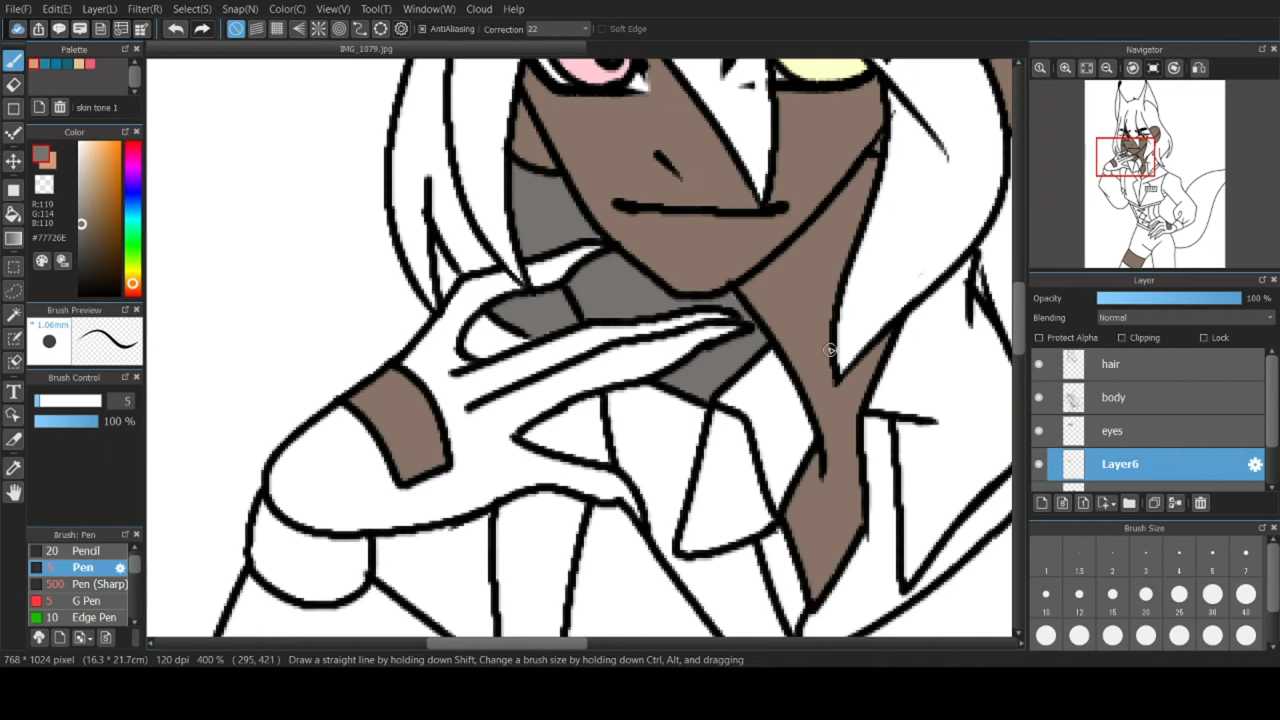 File(F) Edit(E) Layer(L) Filter(R) Select(S) Snap(N) Color(C) View(V) Tool(T) Window(W) Cloud Help
AntiAliasing Correction 22 Soft Edge
Palette
IMG_1079.jpg
Navigator
skin tone 1
Color
R:119
G:114
B:110
#77726E
Brush Preview
1.06mm
Brush Control
5
100 %
Brush: Pen
20 Pencil
5 Pen
500 Pen (Sharp)
5 G Pen
10 Edge Pen
Layer
Opacity 100 %
Blending Normal
Protect Alpha Clipping Lock
hair
body
eyes
Layer6
Brush Size
1 1.5 2 3 4 5 7
10 12 15 20 25 30 40
768 * 1024 pixel (16.3 * 21.7cm) 120 dpi 400 % ( 295, 421 ) Draw a straight line by holding down Shift, Change a brush size by holding down Ctrl, Alt, and dragging